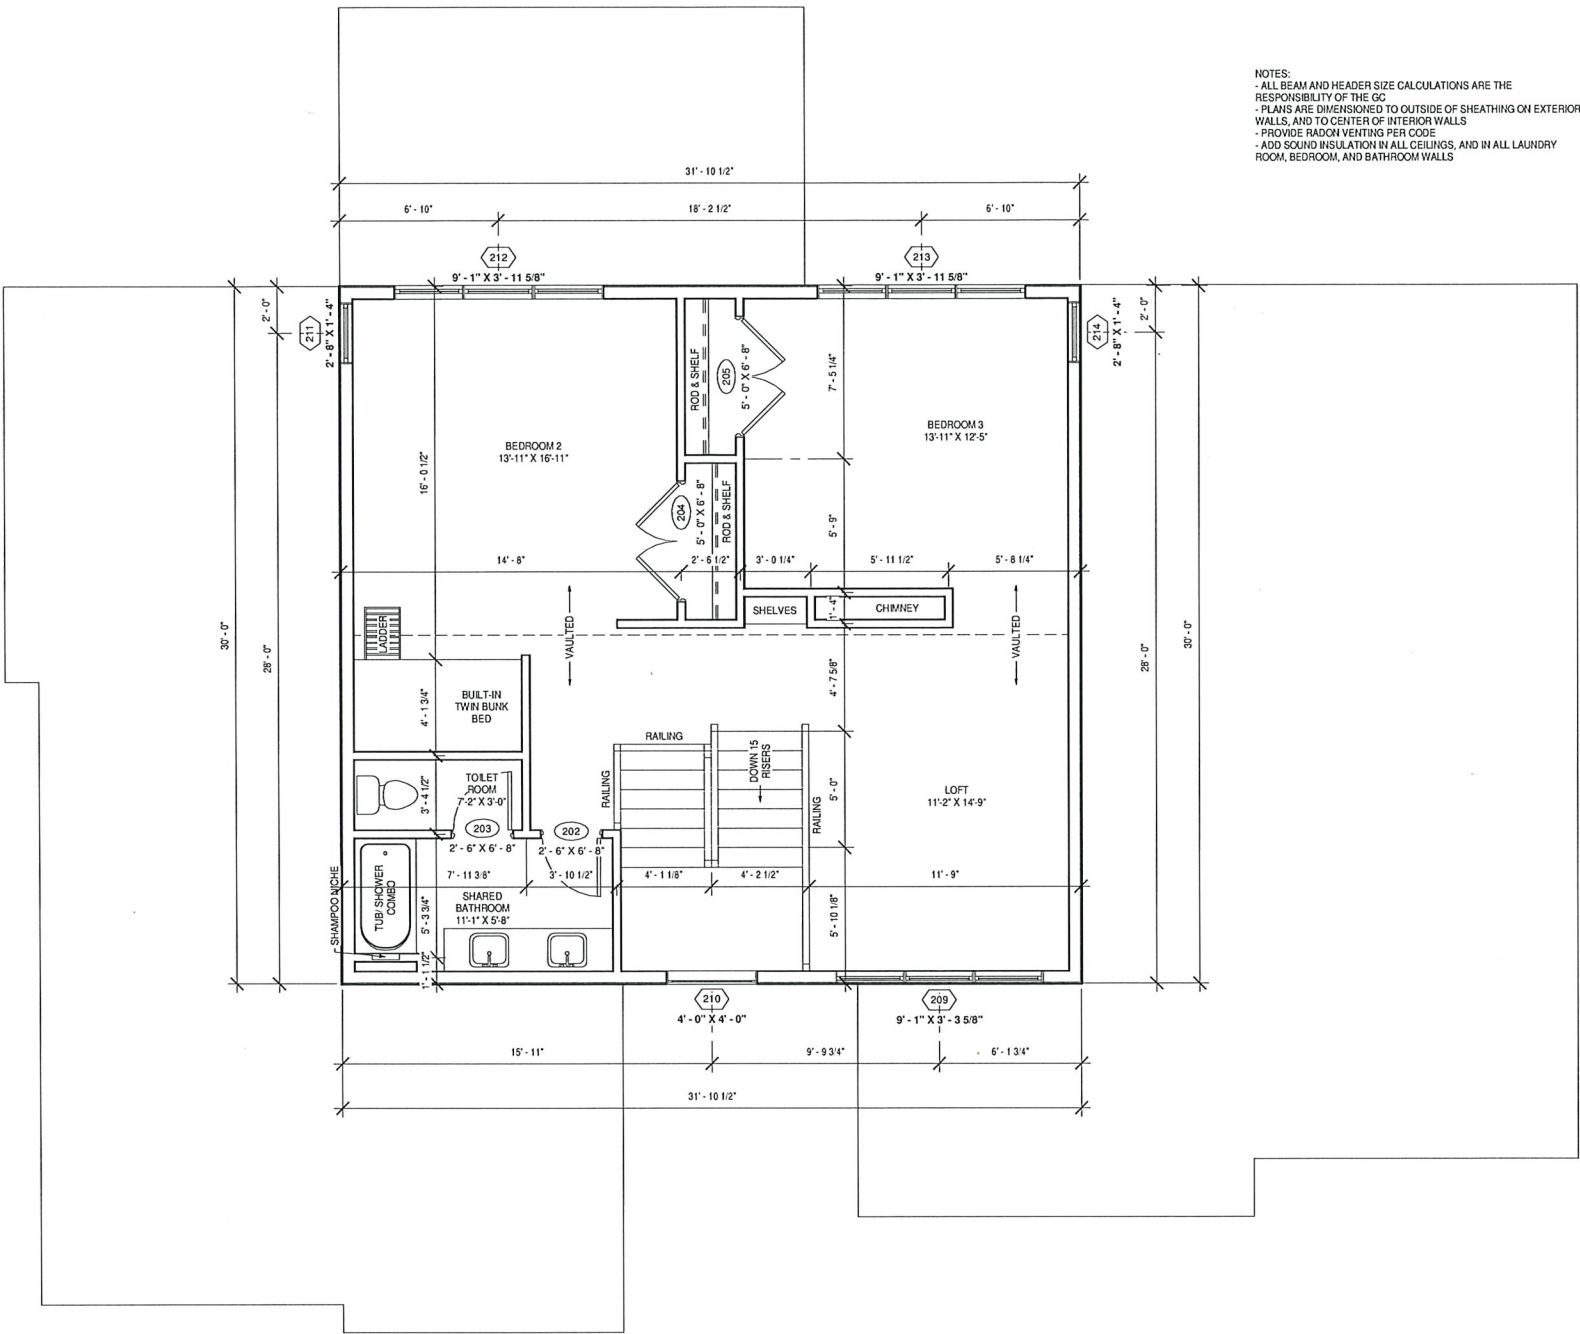 NOTES:
- ALL BEAM AND HEADER SIZE CALCULATIONS ARE THE
RESPONSIBILITY OF THE GC
- PLANS ARE DIMENSIONED TO OUTSIDE OF SHEATHING ON EXTERIOR
WALLS, AND TO CENTER OF INTERIOR WALLS
- PROVIDE RADON VENTING PER CODE
- ADD SOUND INSULATION IN ALL CEILINGS, AND IN ALL LAUNDRY
ROOM, BEDROOM, AND BATHROOM WALLS
31' - 10 1/2"
6' - 10"
18' - 2 1/2"
6' - 10"
212
9' - 1" X 3' - 11 5/8"
213
9' - 1" X 3' - 11 5/8"
2' - 0"
211
2' - 8" X 1' - 4"
214
2' - 8" X 1' - 4"
2' - 0"
ROD & SHELF
205
5' - 0" X 6' - 8"
7' - 5 1/4"
BEDROOM 2
13'-11" X 16'-11"
BEDROOM 3
13'-11" X 12'-5"
16' - 0 1/2"
204
5' - 0" X 6' - 8"
ROD & SHELF
5' - 9"
14' - 8"
2' - 6 1/2"
3' - 0 1/4"
5' - 11 1/2"
5' - 8 1/4"
30' - 0"
28' - 0"
28' - 0"
30' - 0"
LADDER
VAULTED
SHELVES
1' - 4"
CHIMNEY
VAULTED
4' - 7 5/8"
BUILT-IN
TWIN BUNK
BED
4' - 1 3/4"
RAILING
DOWN 15
RISERS
RAILING
RAILING
5' - 0"
TOILET
ROOM
7'-2" X 3'-0"
3' - 4 1/2"
LOFT
11'-2" X 14'-9"
203
2' - 6" X 6' - 8"
202
2' - 6" X 6' - 8"
7' - 11 3/8"
3' - 10 1/2"
4' - 1 1/8"
4' - 2 1/2"
11' - 9"
SHAMPOO NICHE
TUB/ SHOWER
COMBO
5' - 3 3/4"
SHARED
BATHROOM
11'-1" X 5'-8"
5' - 10 1/8"
1' - 1 1/2"
210
4' - 0" X 4' - 0"
209
9' - 1" X 3' - 3 5/8"
15' - 11"
9' - 9 3/4"
6' - 1 3/4"
31' - 10 1/2"